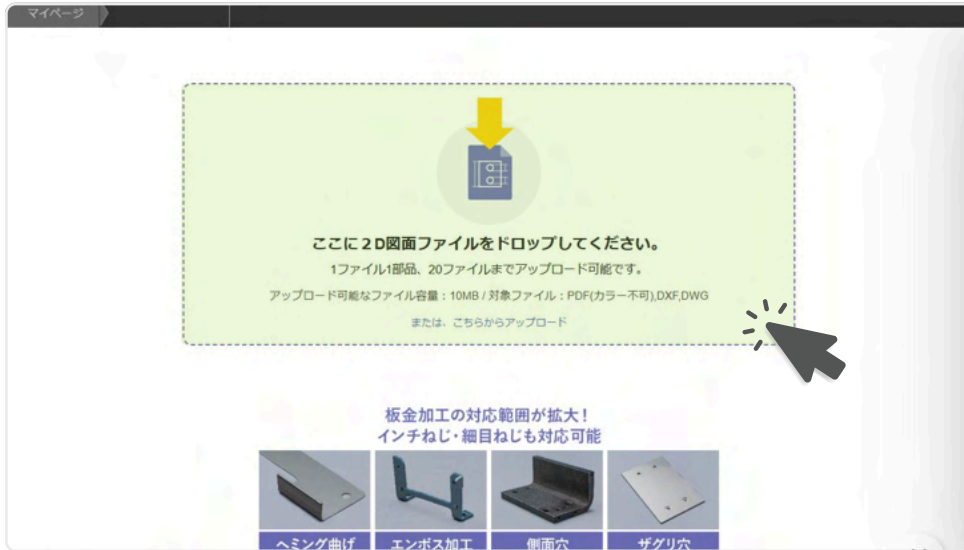 マイページ
ここに2D図面ファイルをドロップしてください。
1ファイル1部品、20ファイルまでアップロード可能です。
アップロード可能なファイル容量：10MB / 対象ファイル：PDF(カラー不可),DXF,DWG
または、こちらからアップロード
板金加工の対応範囲が拡大！
インチねじ・細目ねじも対応可能
ヘミング曲げ エンボス加工 側面穴 ザグリ穴